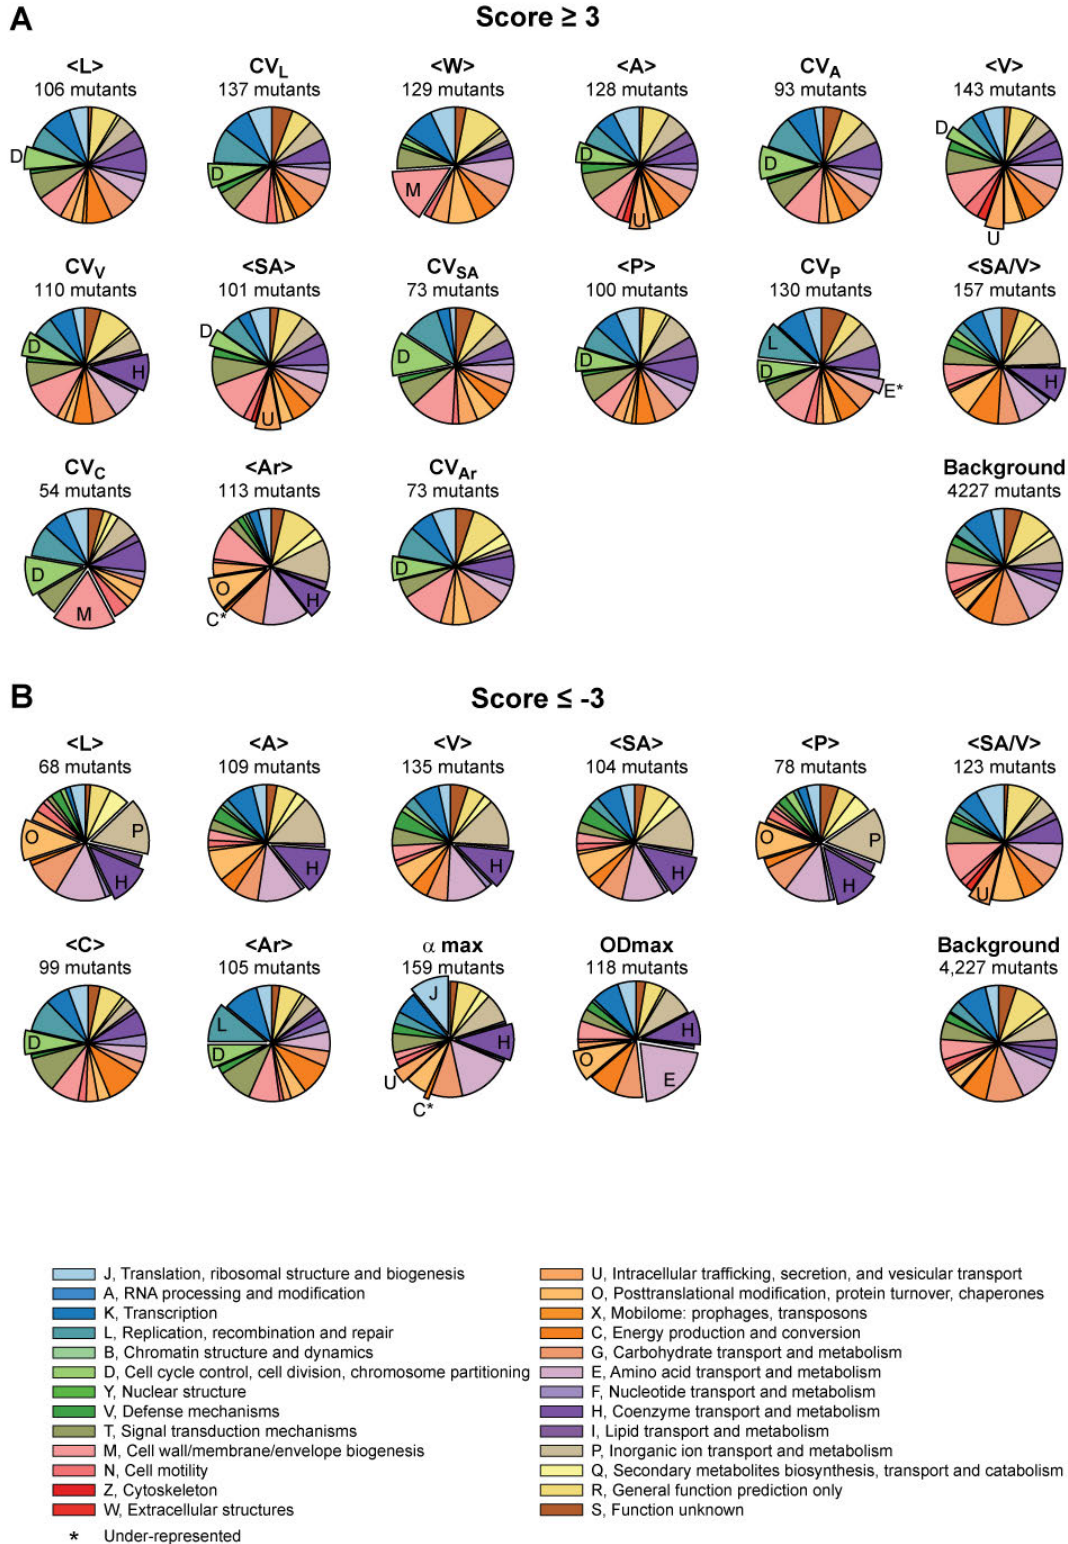 A
Score ≥ 3
<L> CV_L <W> <A> CV_A <V>
106 mutants 137 mutants 129 mutants 128 mutants 93 mutants 143 mutants
D D M D U D D U
CV_V <SA> CV_SA <P> CV_P <SA/V>
110 mutants 101 mutants 73 mutants 100 mutants 130 mutants 157 mutants
D H D U D D L D E* H
CV_C <Ar> CV_Ar Background
54 mutants 113 mutants 73 mutants 4227 mutants
D M O C* H D
B
Score ≤ -3
<L> <A> <V> <SA> <P> <SA/V>
68 mutants 109 mutants 135 mutants 104 mutants 78 mutants 123 mutants
O P H H H H O P H U
<C> <Ar> α max ODmax Background
99 mutants 105 mutants 159 mutants 118 mutants 4,227 mutants
D L D J H U C* H O E
J, Translation, ribosomal structure and biogenesis
A, RNA processing and modification
K, Transcription
L, Replication, recombination and repair
B, Chromatin structure and dynamics
D, Cell cycle control, cell division, chromosome partitioning
Y, Nuclear structure
V, Defense mechanisms
T, Signal transduction mechanisms
M, Cell wall/membrane/envelope biogenesis
N, Cell motility
Z, Cytoskeleton
W, Extracellular structures
* Under-represented
U, Intracellular trafficking, secretion, and vesicular transport
O, Posttranslational modification, protein turnover, chaperones
X, Mobilome: prophages, transposons
C, Energy production and conversion
G, Carbohydrate transport and metabolism
E, Amino acid transport and metabolism
F, Nucleotide transport and metabolism
H, Coenzyme transport and metabolism
I, Lipid transport and metabolism
P, Inorganic ion transport and metabolism
Q, Secondary metabolites biosynthesis, transport and catabolism
R, General function prediction only
S, Function unknown